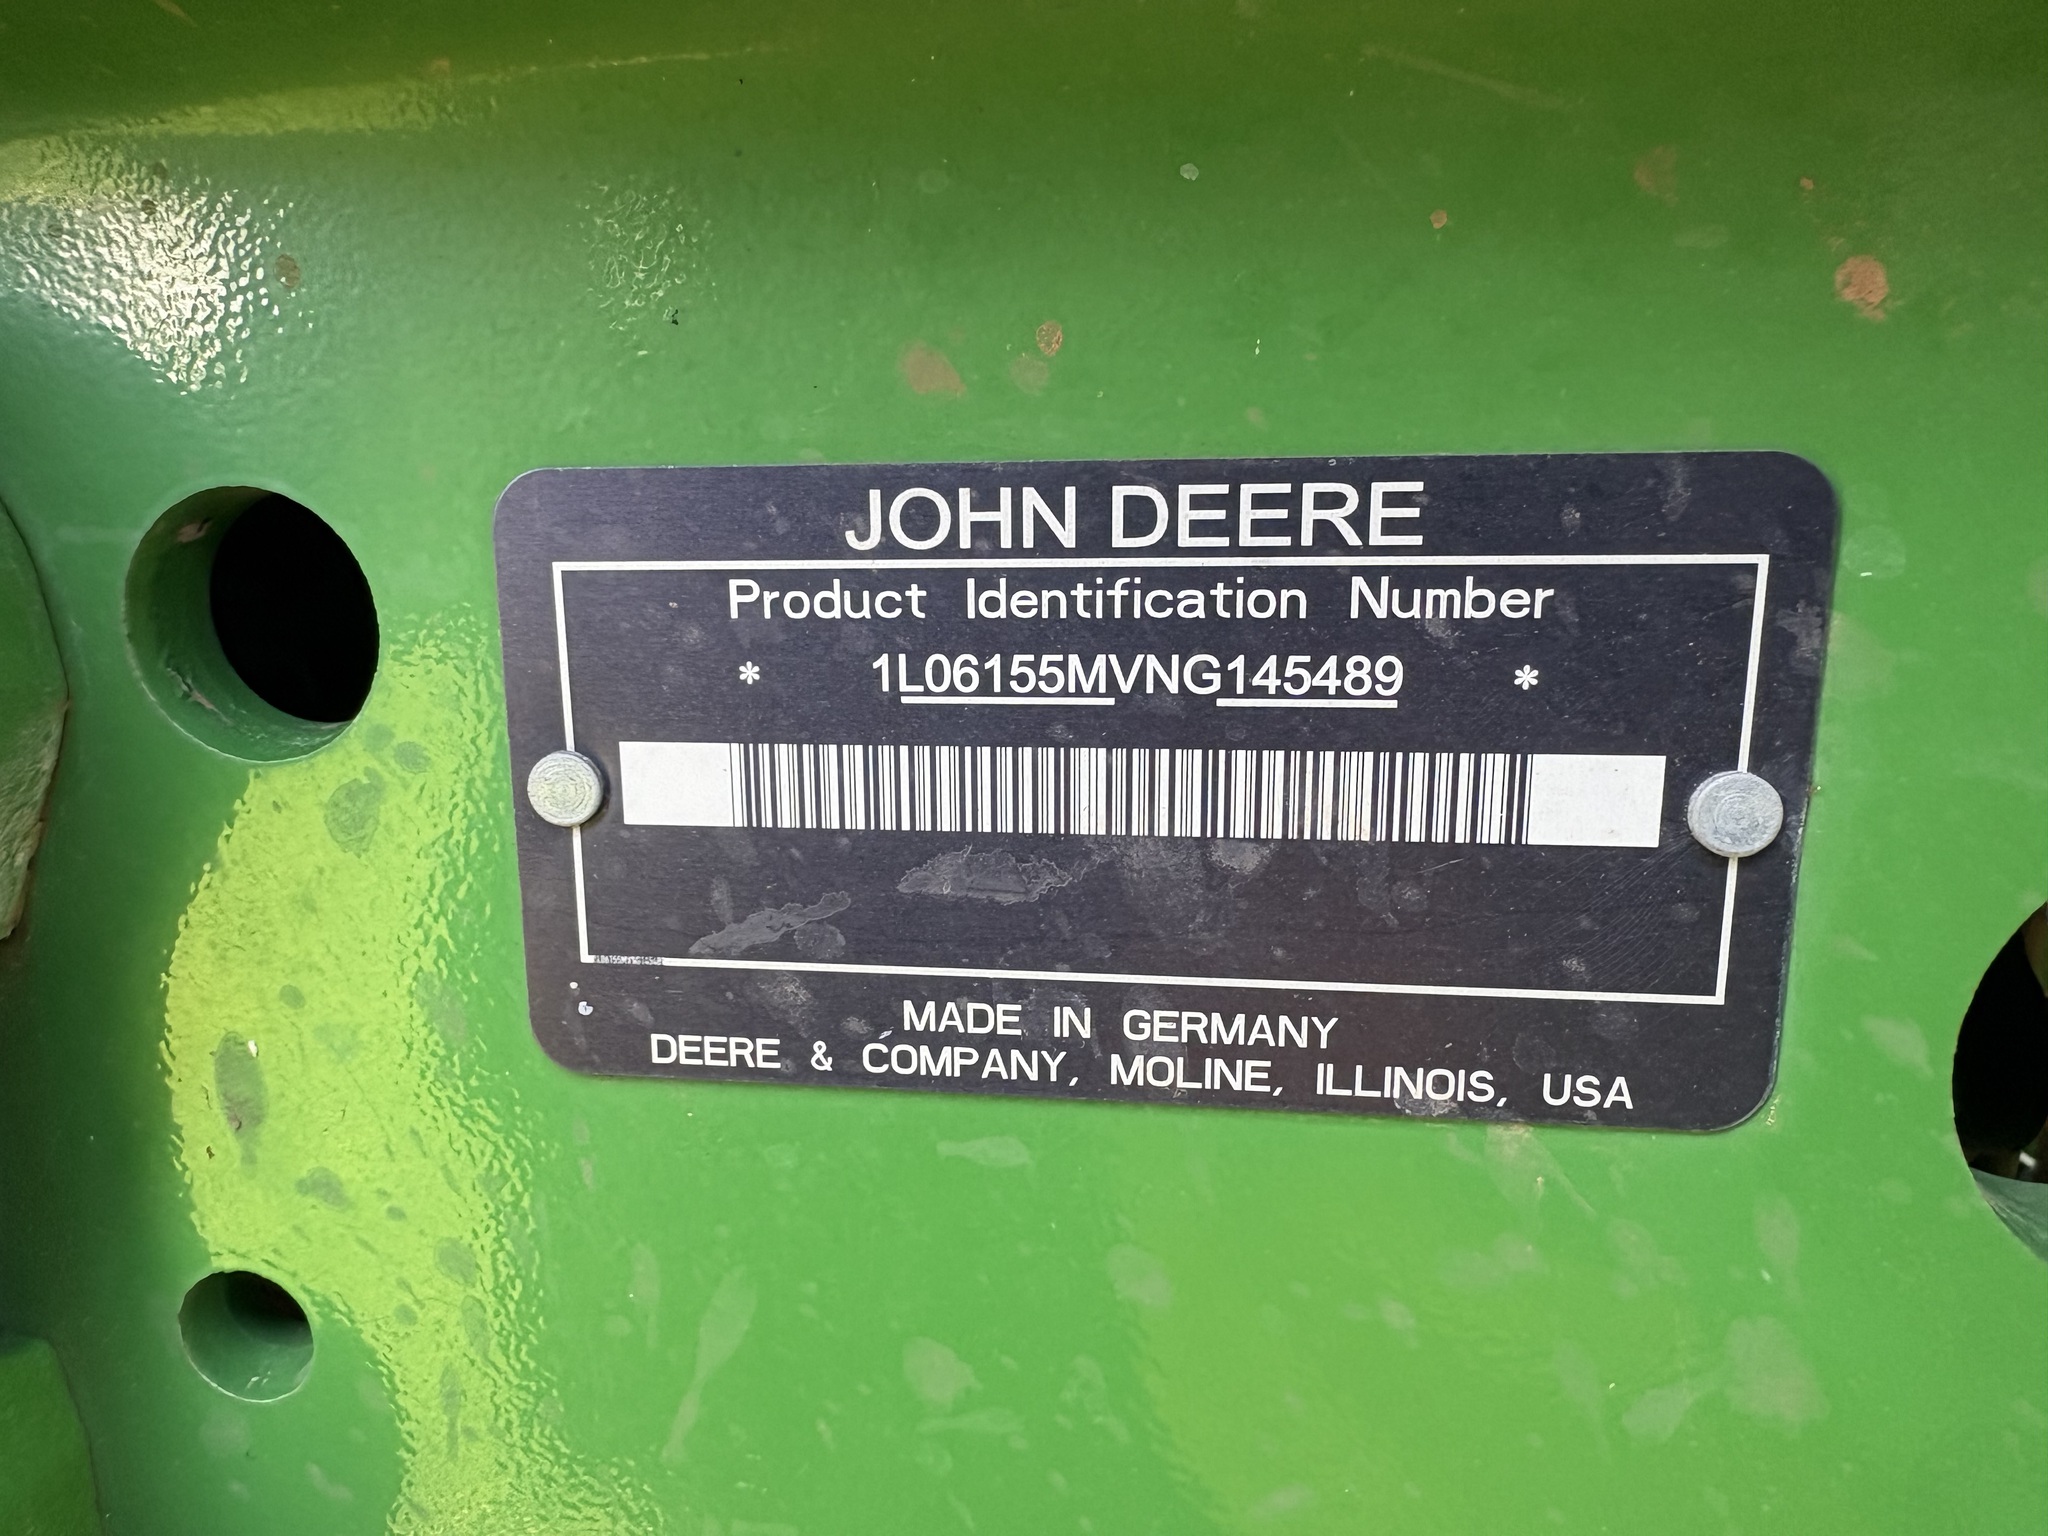 JOHN DEERE
Product Identification Number
* 1L06155MVNG145489 *
MADE IN GERMANY
DEERE & COMPANY, MOLINE, ILLINOIS, USA